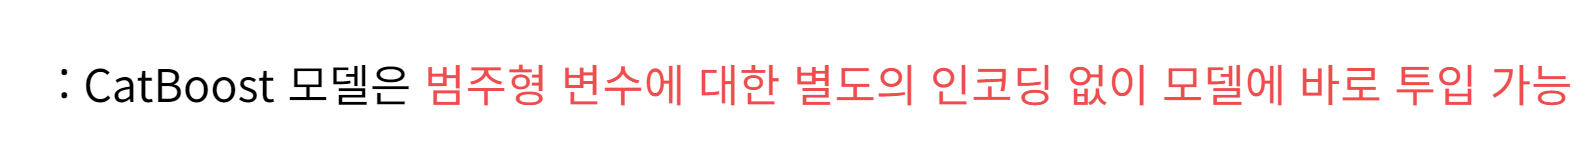 : CatBoost 모델은 범주형 변수에 대한 별도의 인코딩 없이 모델에 바로 투입 가능